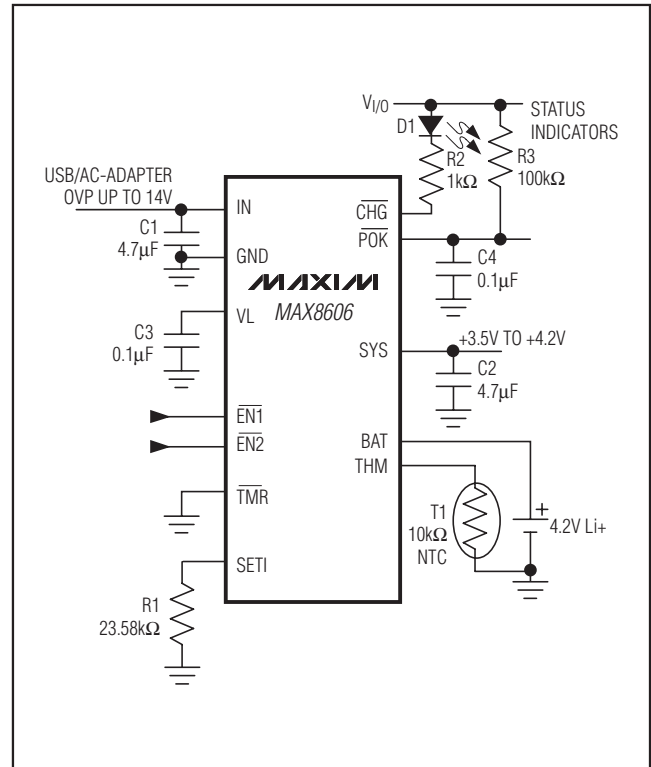 VI/O
STATUS
INDICATORS
D1
R2
1kΩ
R3
100kΩ
USB/AC-ADAPTER
OVP UP TO 14V
IN
CHG
C1
4.7µF
POK
GND
C4
0.1µF
MAXIM
MAX8606
VL
C3
0.1µF
SYS
+3.5V TO +4.2V
C2
4.7µF
EN1
EN2
BAT
THM
TMR
T1
10kΩ
NTC
+
4.2V Li+
SETI
R1
23.58kΩ